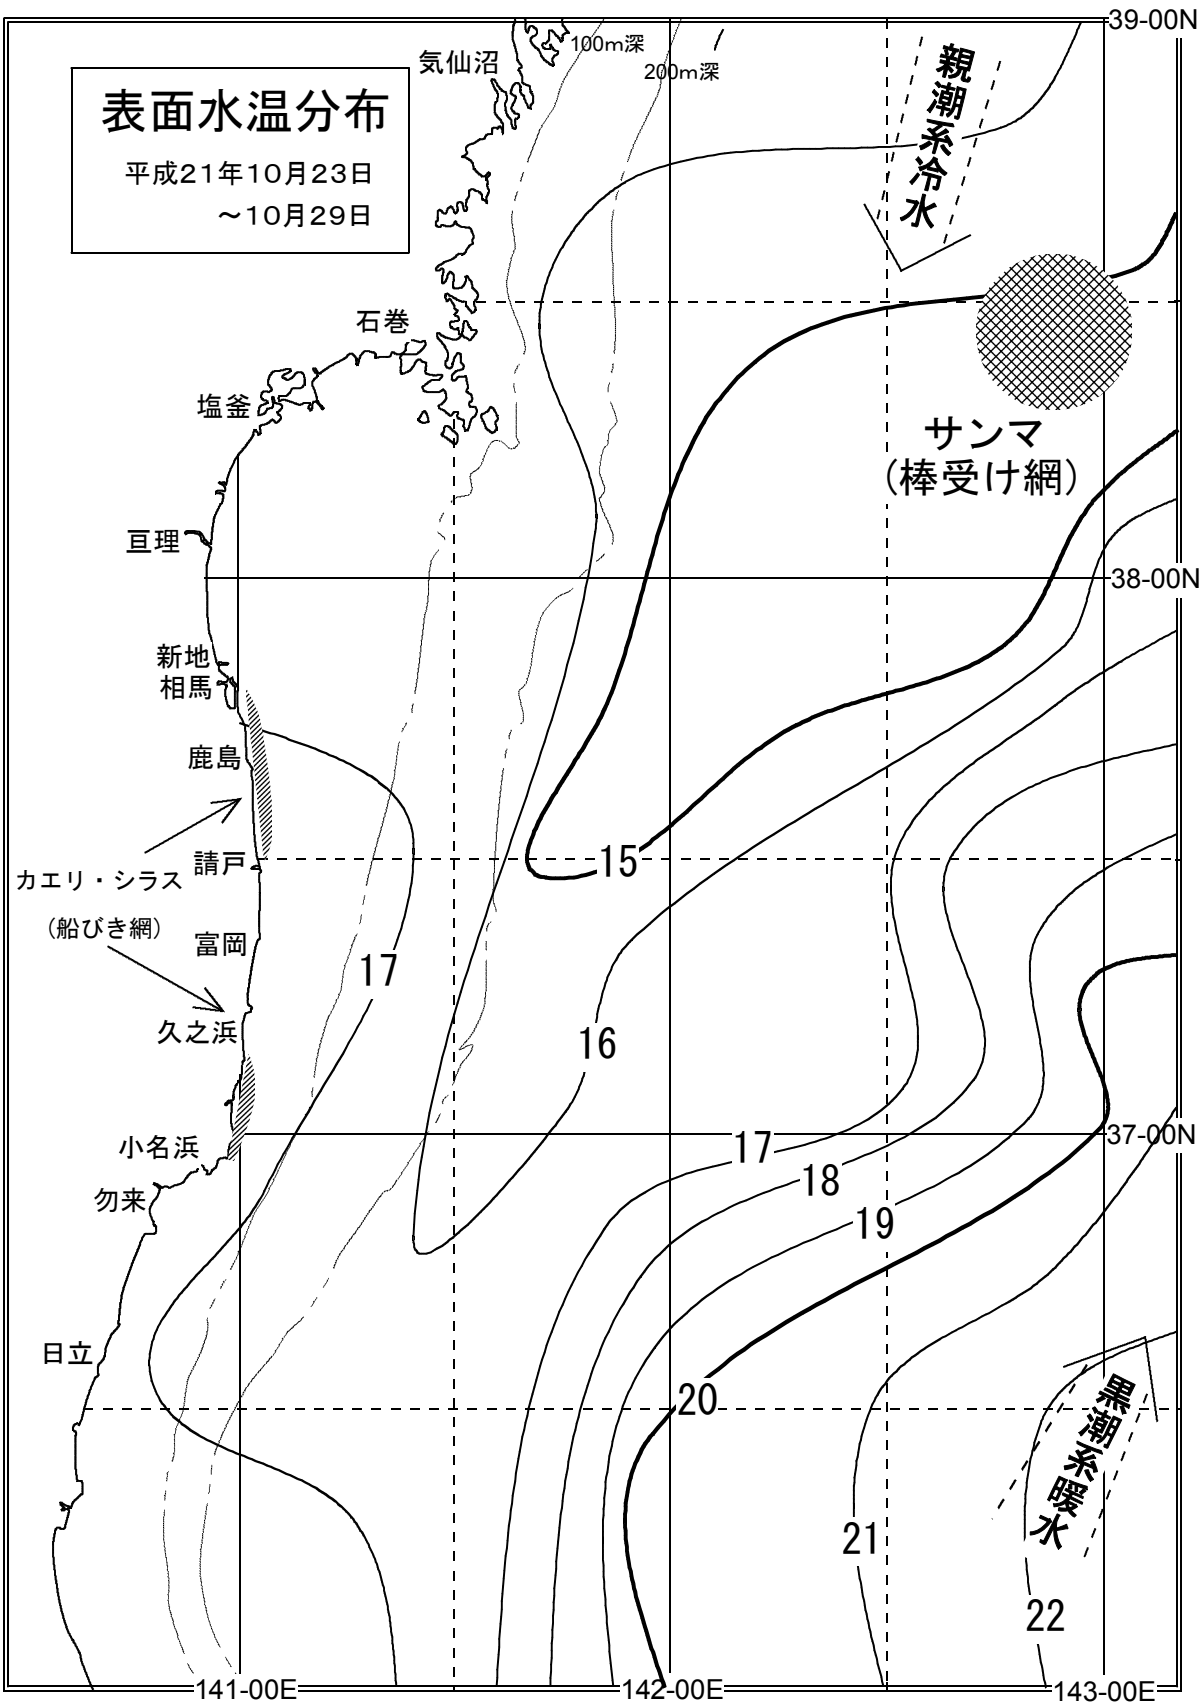 39-00N
100m深
200m深
気仙沼
親潮系冷水
表面水温分布
平成21年10月23日
～10月29日
石巻
塩釜
サンマ
(棒受け網)
亘理
38-00N
新地
相馬
鹿島
15
請戸
カエリ・シラス
(船びき網)
富岡
17
久之浜
16
37-00N
小名浜
17
18
勿来
19
日立
20
黒潮系暖水
21
22
141-00E
142-00E
143-00E